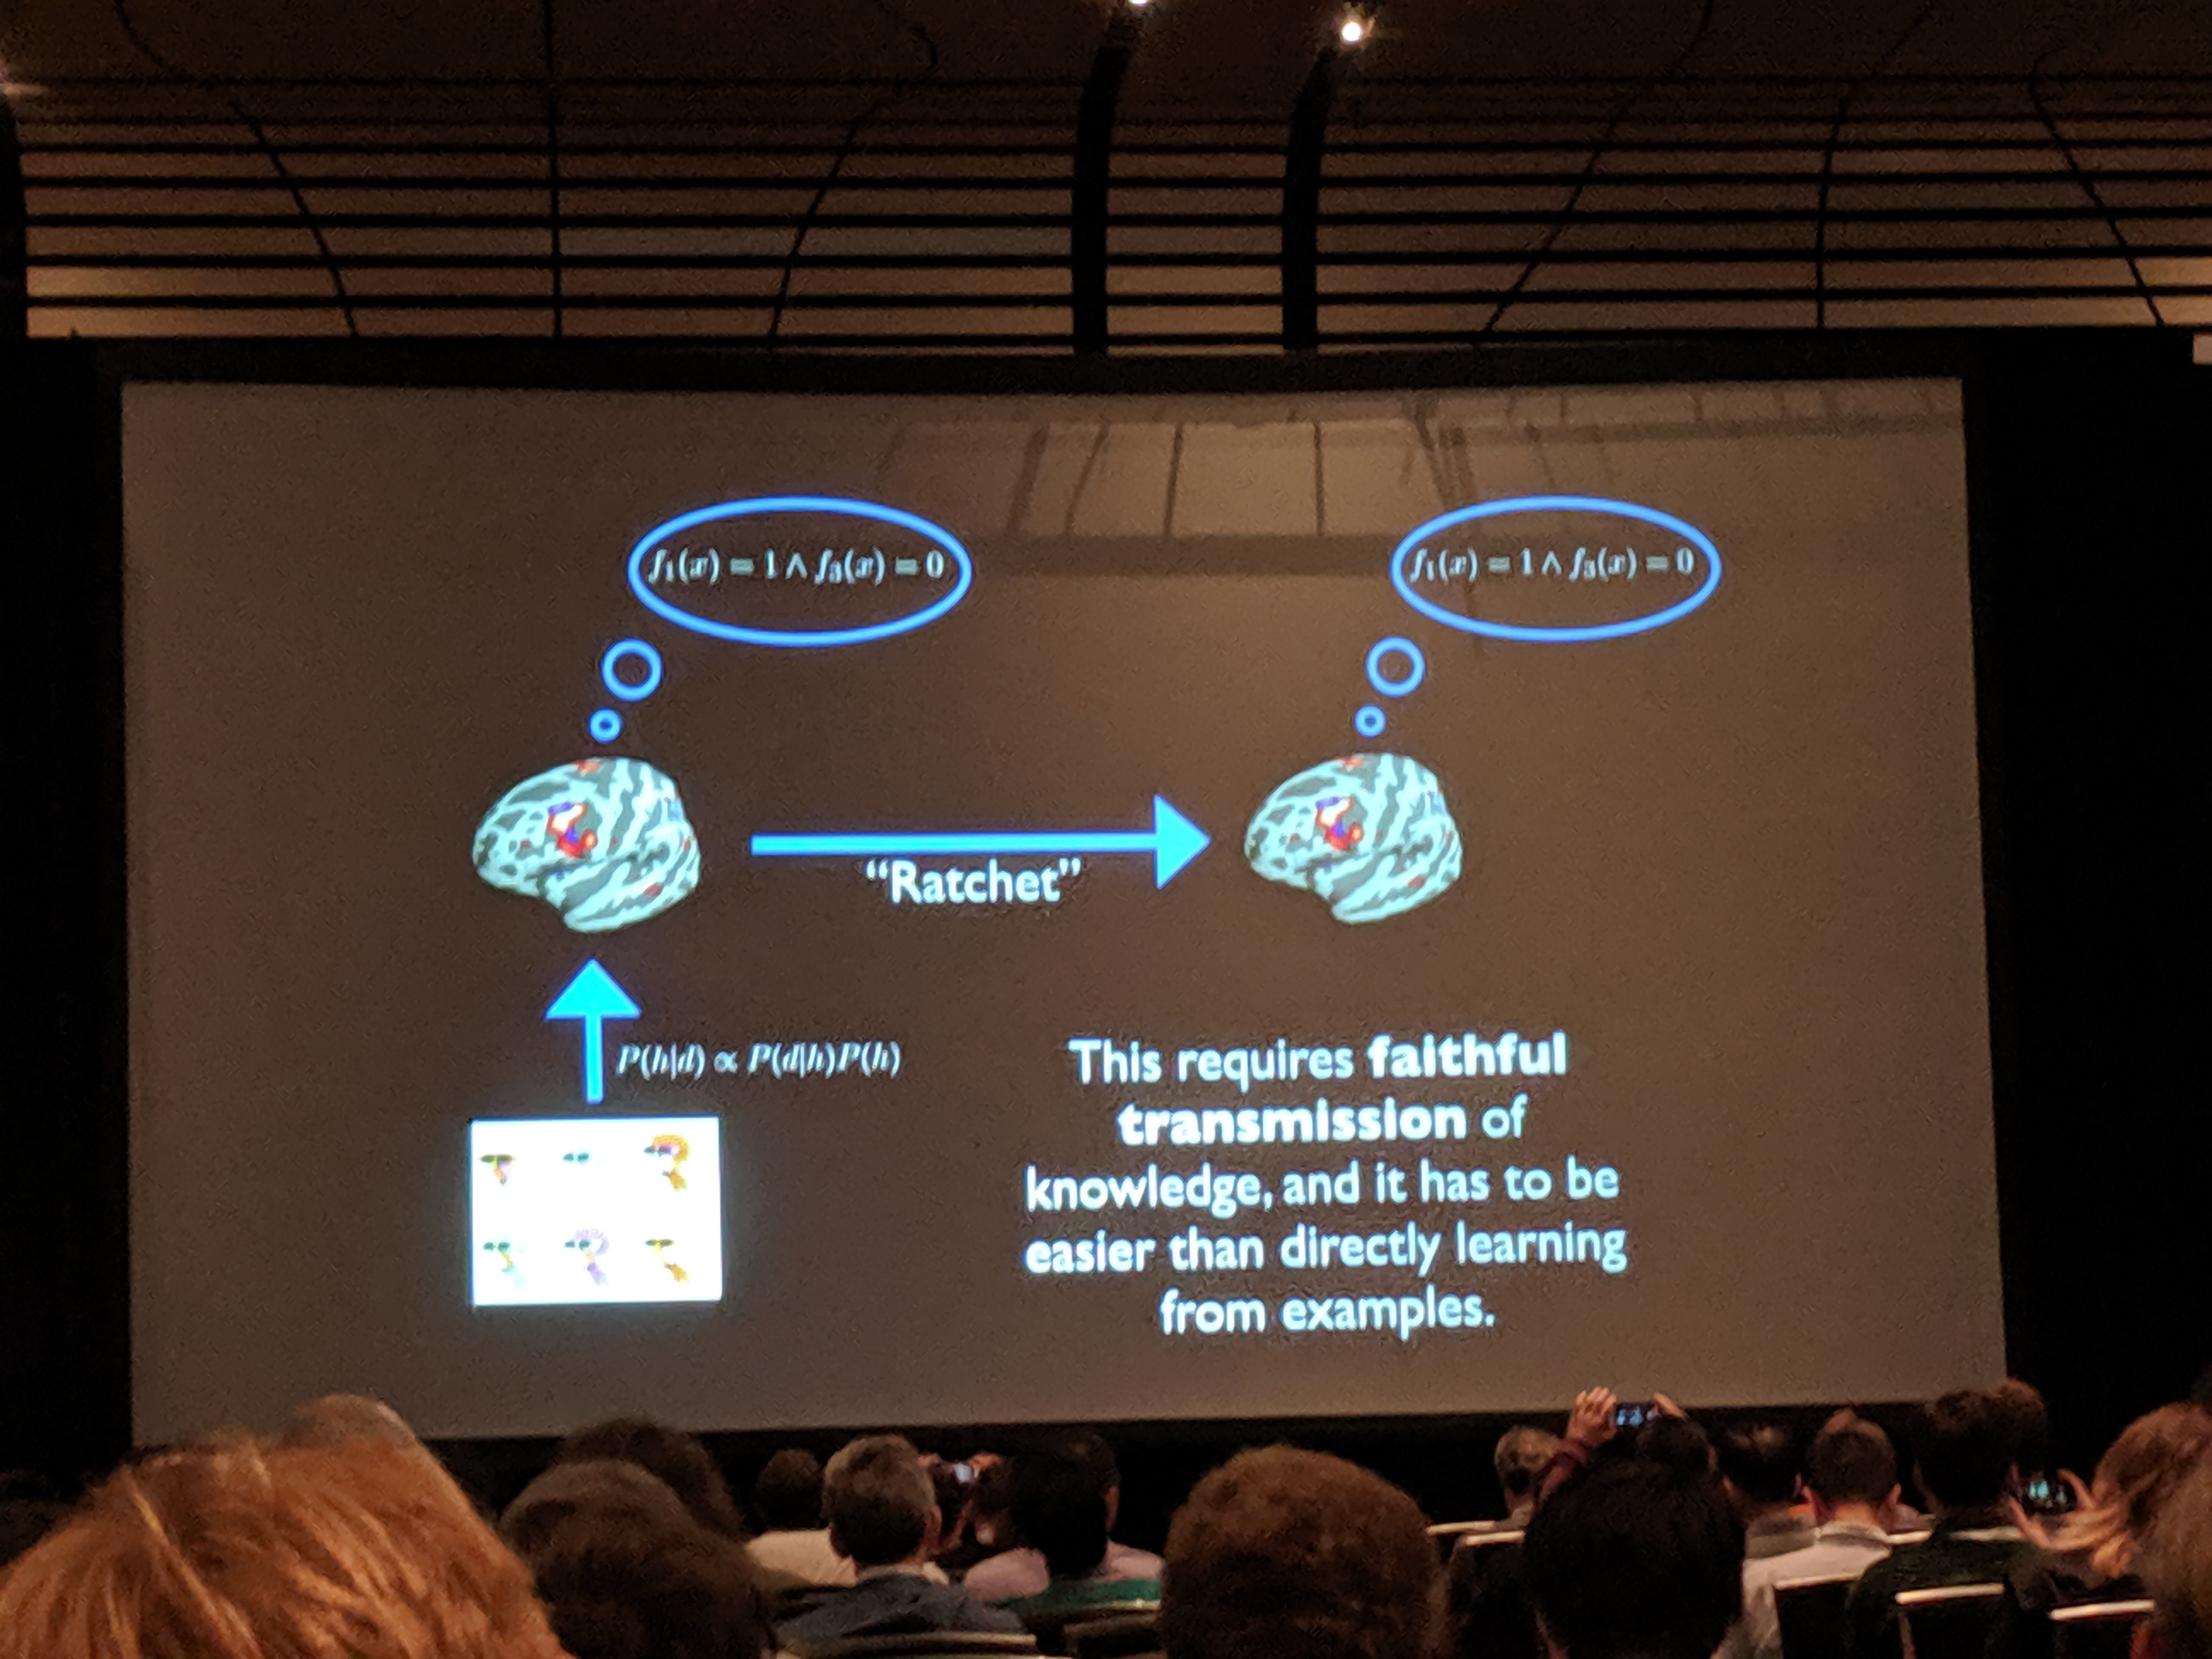 f₁(x) = 1 ∧ f₃(x) = 0
f₁(x) = 1 ∧ f₃(x) = 0
“Ratchet”
P(h|d) ∝ P(d|h)P(h)
This requires faithful
transmission of
knowledge, and it has to be
easier than directly learning
from examples.